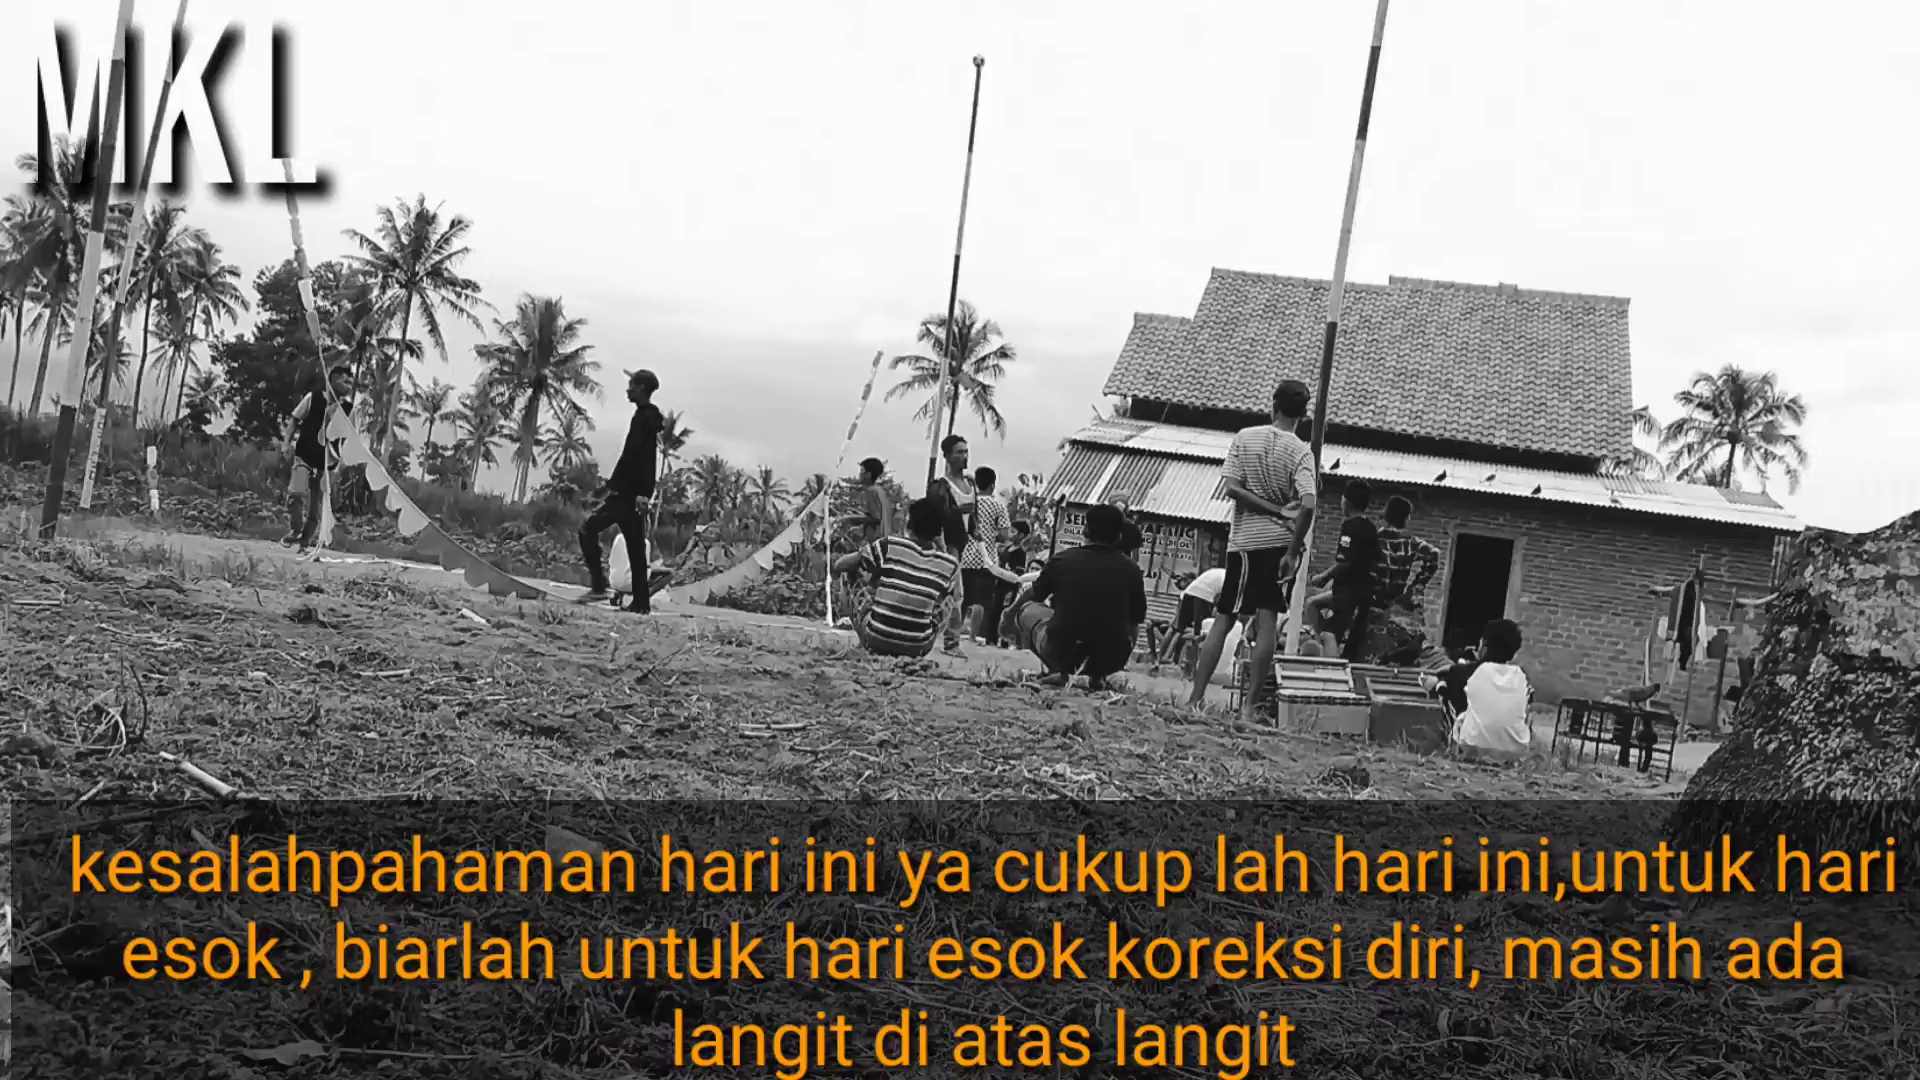 MKL
kesalahpahaman hari ini ya cukup lah hari ini,untuk hari
esok , biarlah untuk hari esok koreksi diri, masih ada
langit di atas langit